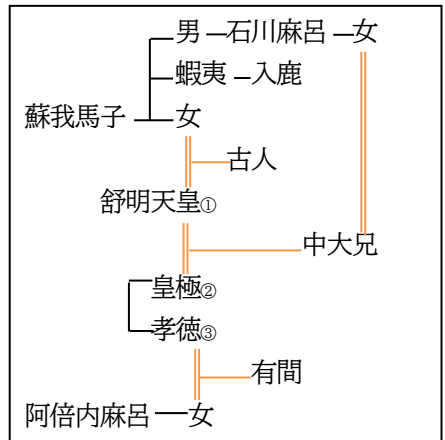 男 石川麻呂 女
蝦夷 入鹿
蘇我馬子 女
古人
舒明天皇①
中大兄
皇極②
孝徳③
有間
阿倍内麻呂 女